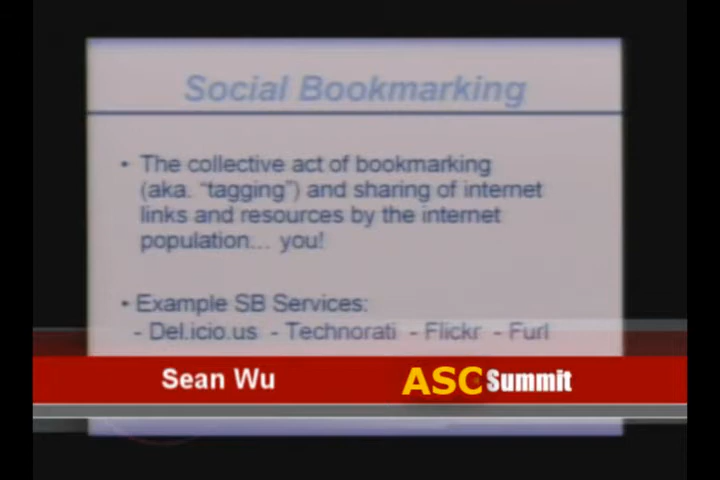 Social Bookmarking
• The collective act of bookmarking
(aka. “tagging”) and sharing of internet
links and resources by the internet
population... you!
• Example SB Services:
- Del.icio.us - Technorati - Flickr - Furl
Sean Wu ASC Summit